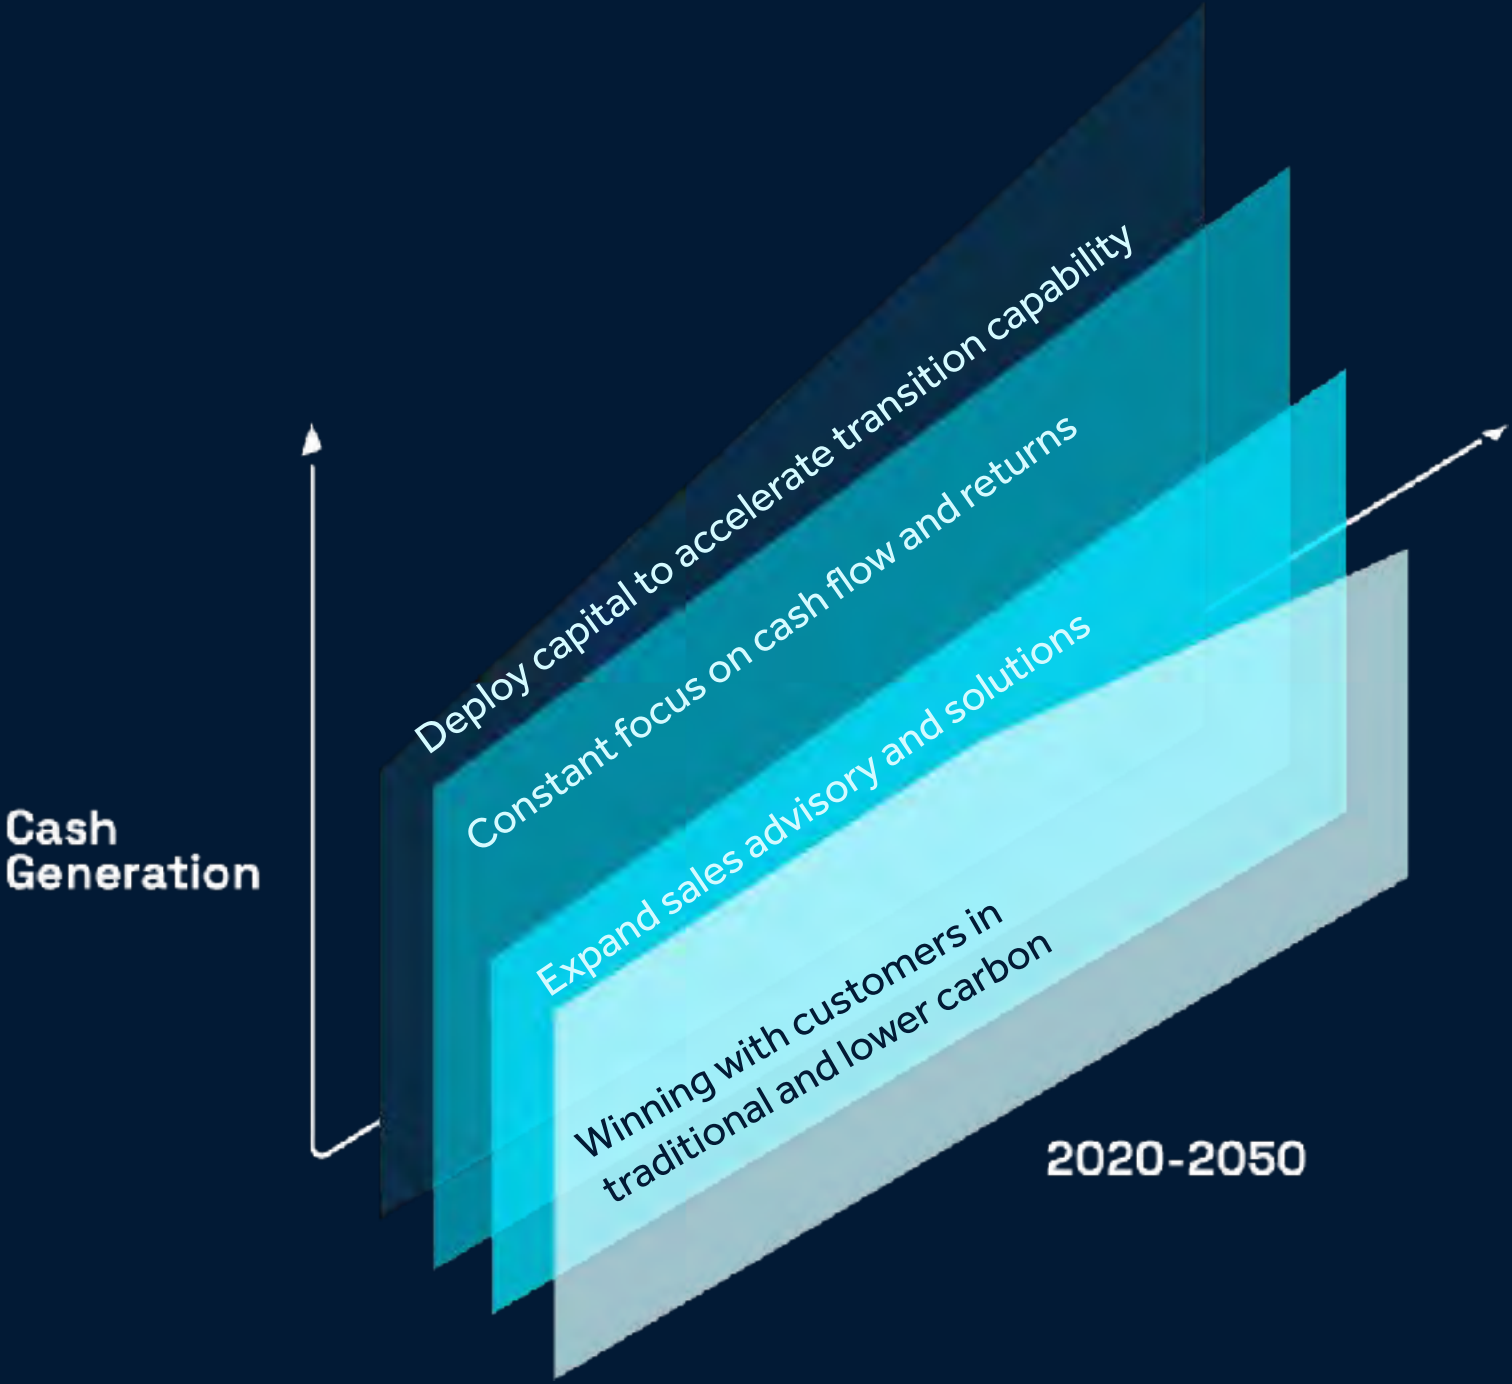 Deploy capital to accelerate transition capability
Constant focus on cash flow and returns
Expand sales advisory and solutions
Winning with customers in
traditional and lower carbon
Cash
Generation
2020-2050